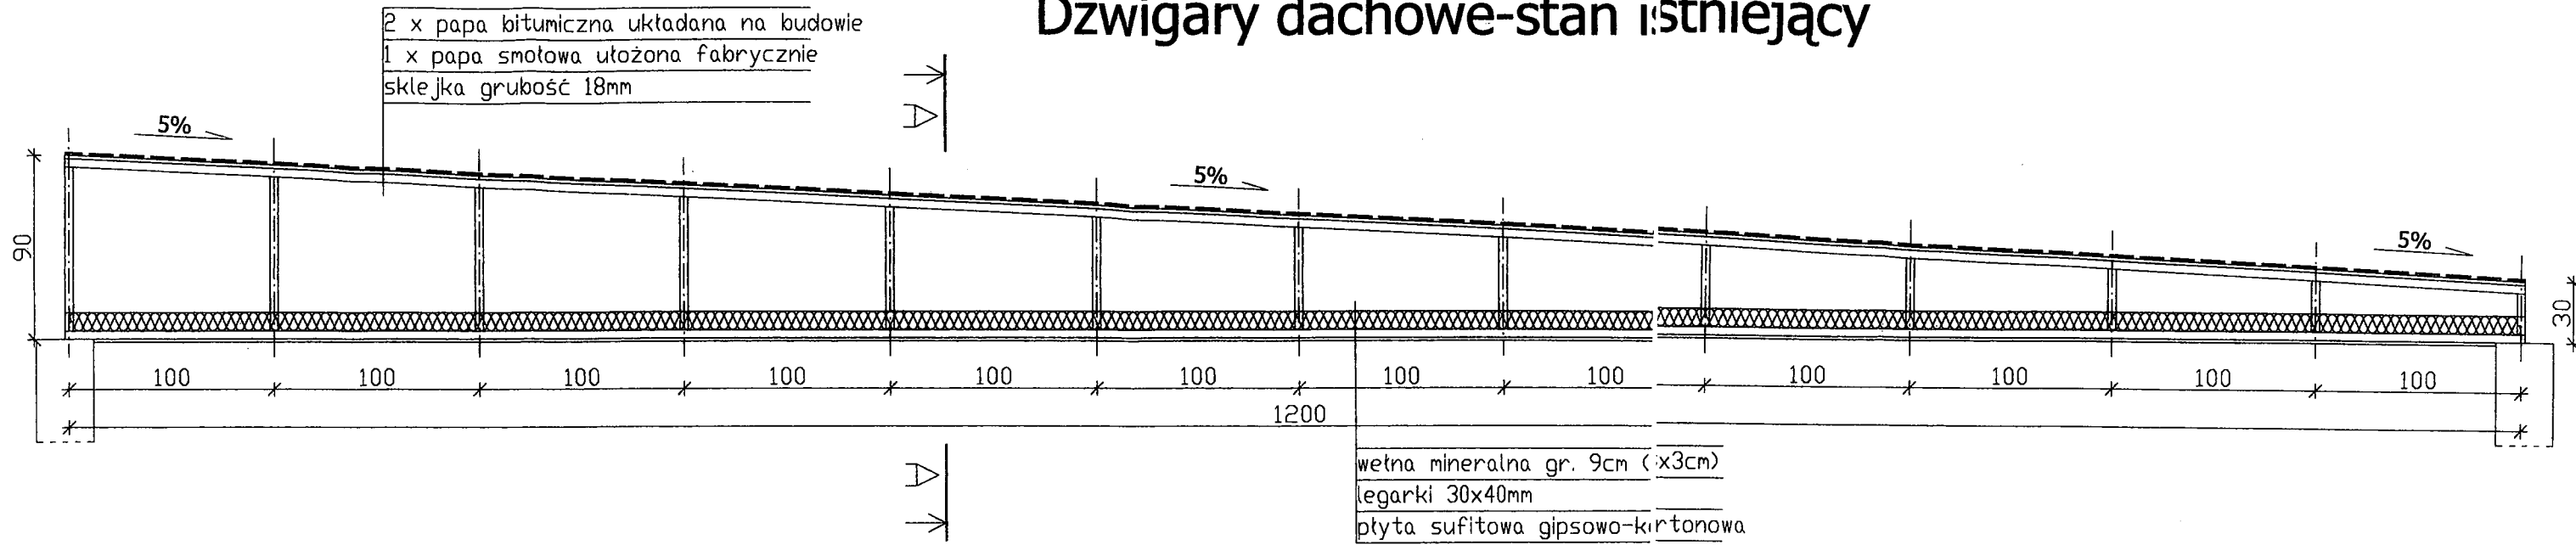 Dźwigary dachowe-stan istniejący
2 x papa bitumiczna układana na budowie
1 x papa smołowa ułożona fabrycznie
sklejka grubość 18mm
5%
5%
5%
90
30
100 100 100 100 100 100 100 100 100 100 100 100
1200
A
A
wełna mineralna gr. 9cm ( x3cm)
legarki 30x40mm
płyta sufitowa gipsowo-kartonowa